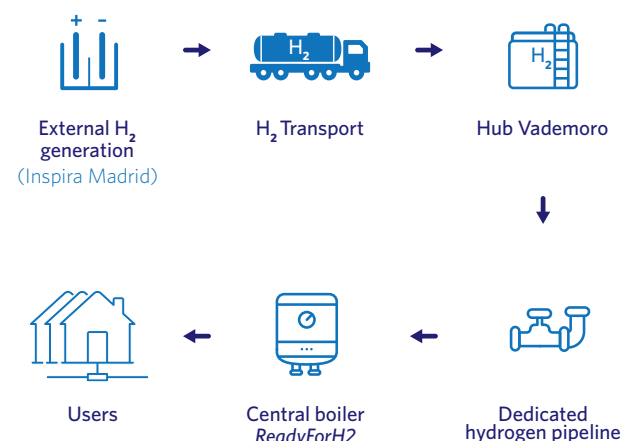 + -
H₂
H₂
External H₂
generation
(Inspira Madrid)
H₂ Transport
Hub Vademoro
Users
Central boiler
ReadyForH2
Dedicated
hydrogen pipeline